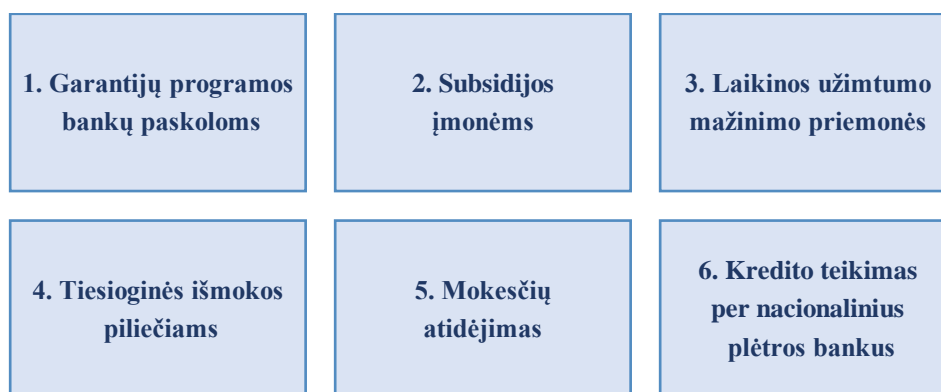 1. Garantijų programos
bankų paskoloms
2. Subsidijos
įmonėms
3. Laikinos užimtumo
mažinimo priemonės
4. Tiesioginės išmokos
piliečiams
5. Mokesčių
atidėjimas
6. Kredito teikimas
per nacionalinius
plėtros bankus